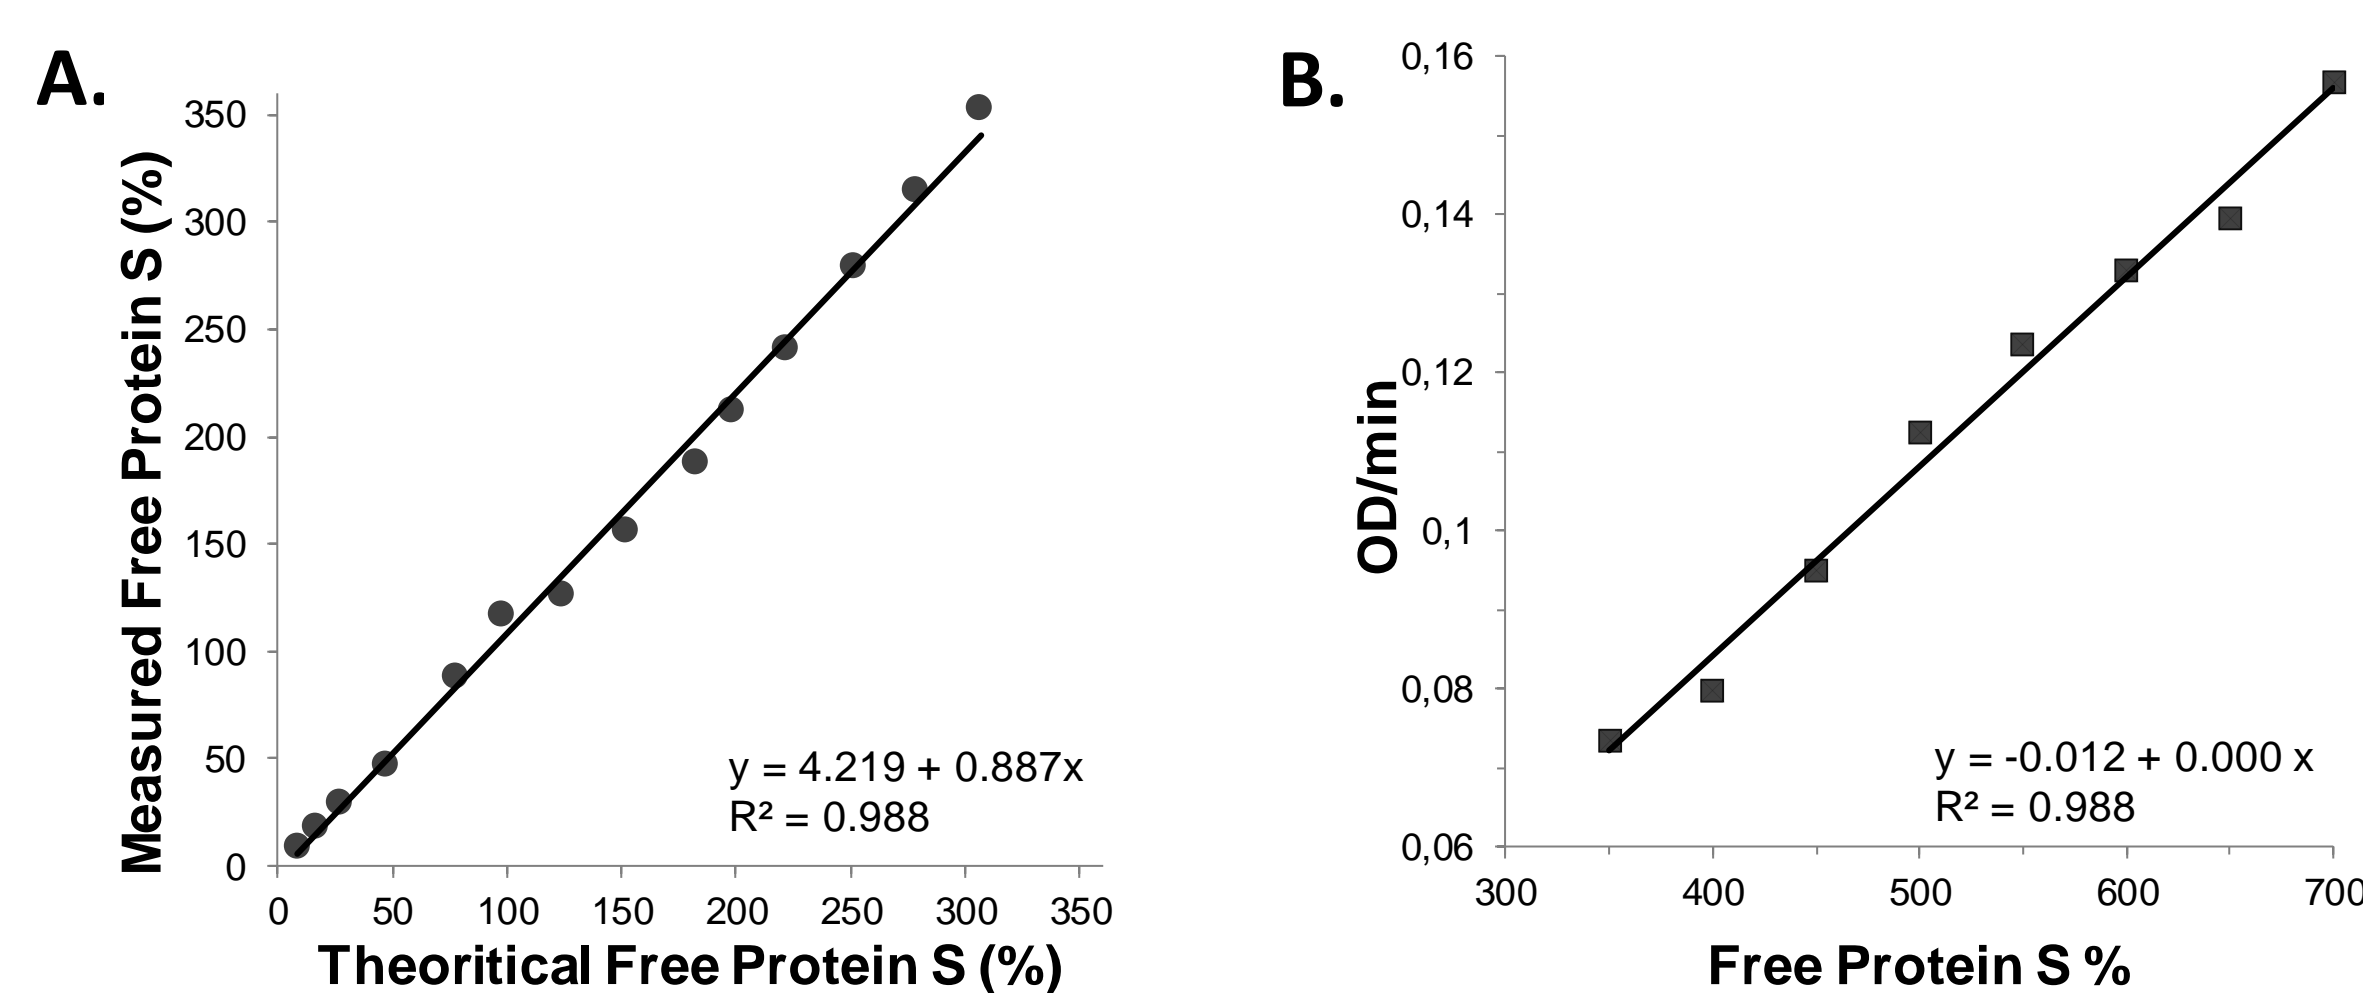 A.
Measured Free Protein S (%)
350
300
250
200
150
100
50
0
0 50 100 150 200 250 300 350
Theoritical Free Protein S (%)
y = 4.219 + 0.887x
R² = 0.988
B.
OD/min
0,16
0,14
0,12
0,1
0,08
0,06
300 400 500 600 700
Free Protein S %
y = -0.012 + 0.000 x
R² = 0.988